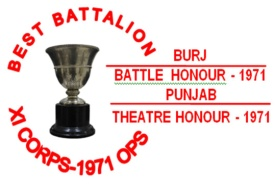 BEST BATTALION
XI CORPS-1971 OPS
BURJ
BATTLE HONOUR - 1971
PUNJAB
THEATRE HONOUR - 1971